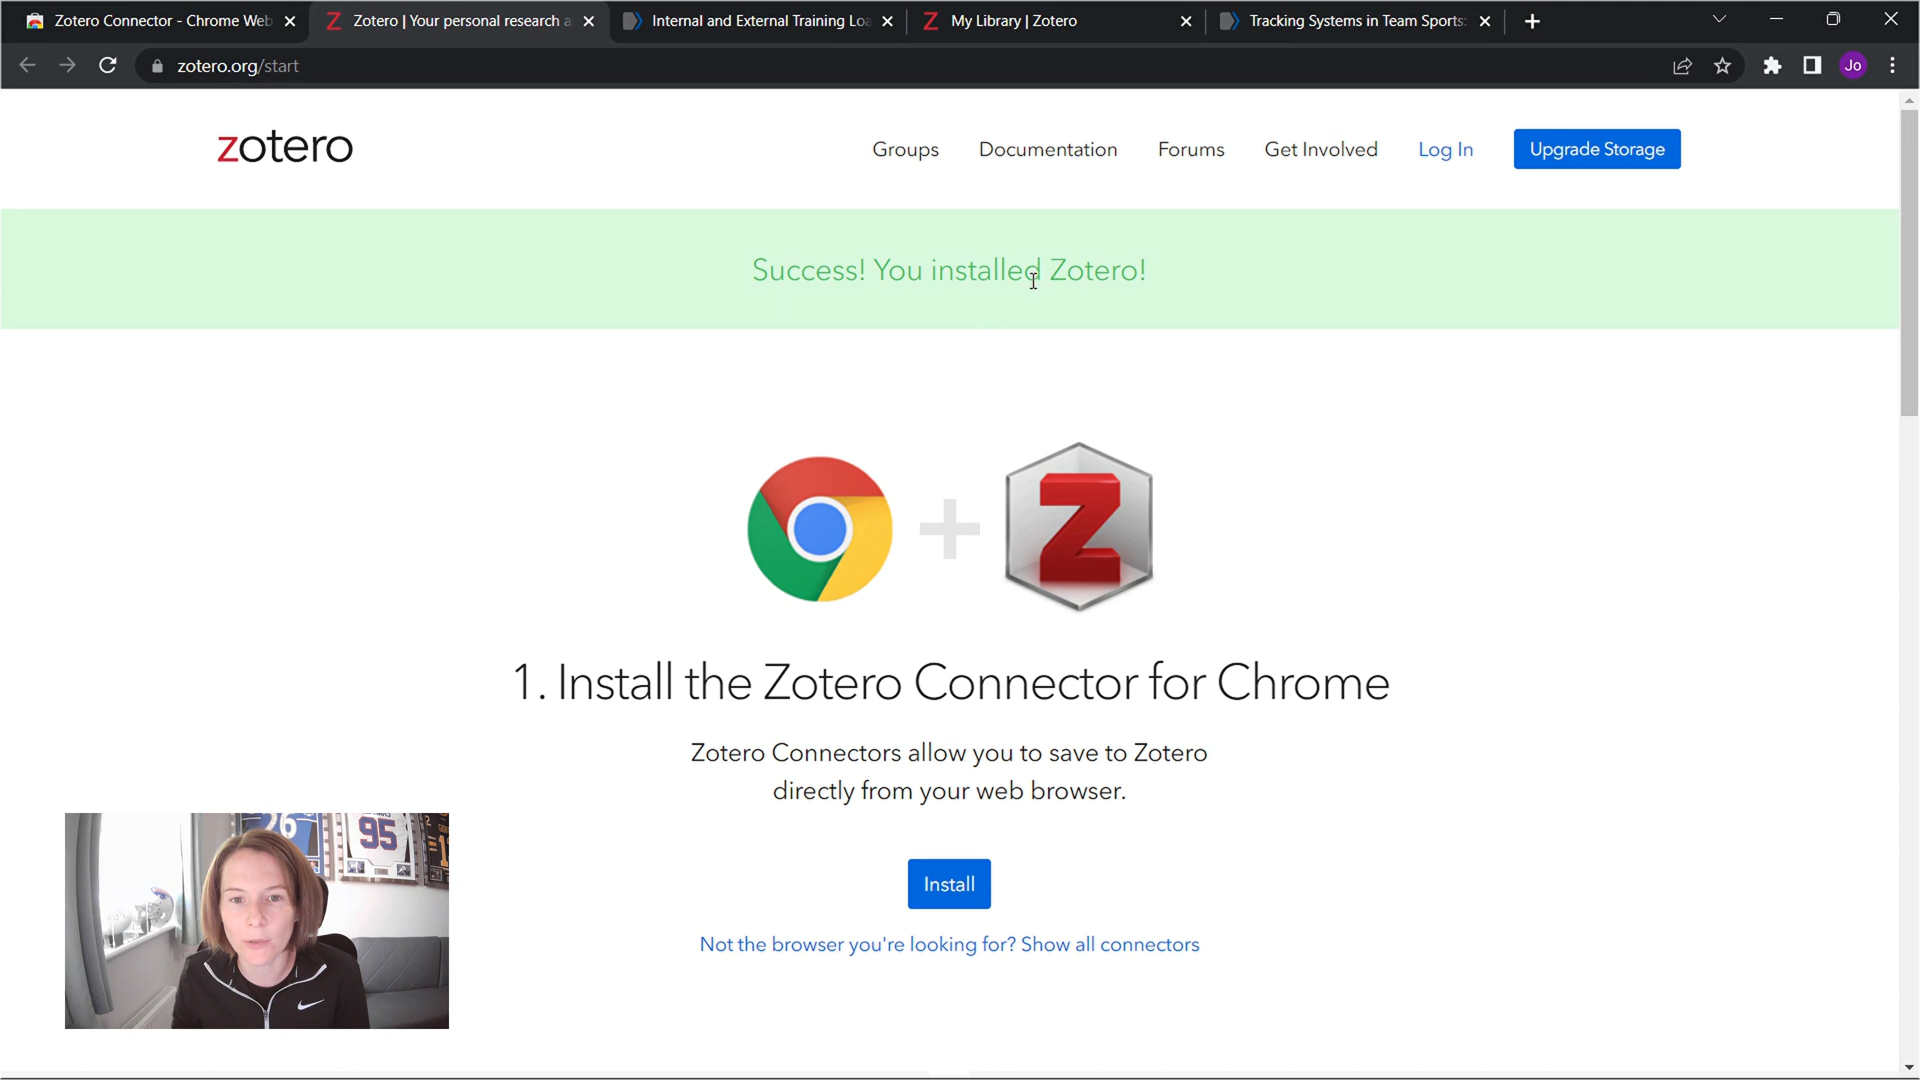 Zotero Connector - Chrome Web
Zotero | Your personal research a
Internal and External Training Loa
My Library | Zotero
Tracking Systems in Team Sports:
zotero.org/start
Jo
zotero
Groups
Documentation
Forums
Get Involved
Log In
Upgrade Storage
Success! You installed Zotero!
Z
1. Install the Zotero Connector for Chrome
Zotero Connectors allow you to save to Zotero
directly from your web browser.
Install
Not the browser you're looking for? Show all connectors
26
95